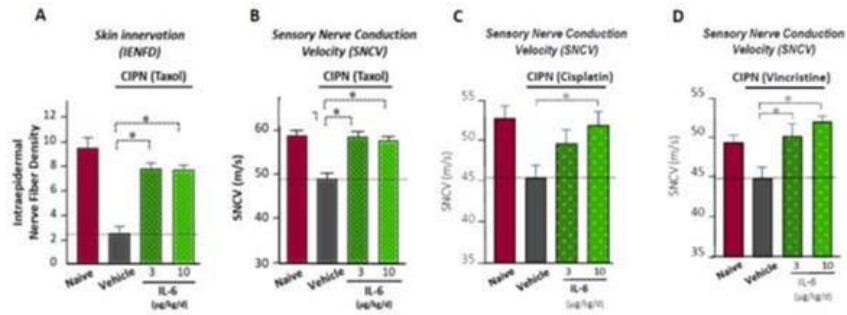 A
Skin innervation
(IENFD)
CIPN (Taxol)
Intraepidermal
Nerve Fiber Density
12
10
8
6
4
2
0
*
*
Naive
Vehicle
3
10
IL-6
(µg/kg/d)
B
Sensory Nerve Conduction
Velocity (SNCV)
CIPN (Taxol)
SNCV (m/s)
60
50
40
30
*
*
Naive
Vehicle
3
10
IL-6
(µg/kg/d)
C
Sensory Nerve Conduction
Velocity (SNCV)
CIPN (Cisplatin)
SNCV (m/s)
55
50
45
40
35
*
Naive
Vehicle
3
10
IL-6
(µg/kg/d)
D
Sensory Nerve Conduction
Velocity (SNCV)
CIPN (Vincristine)
SNCV (m/s)
55
50
45
40
35
*
*
Naive
Vehicle
3
10
IL-6
(µg/kg/d)